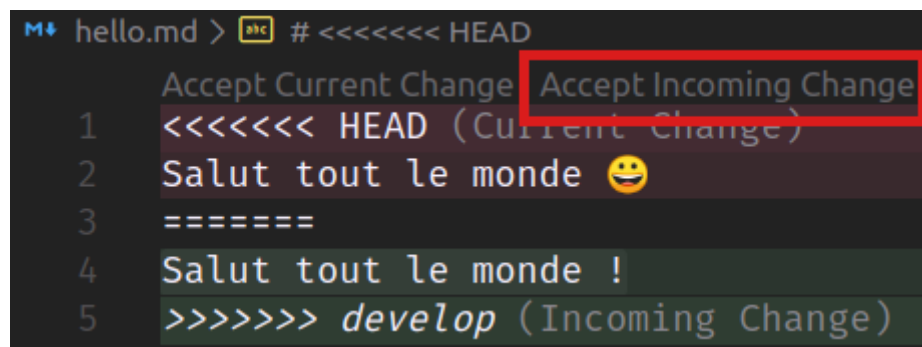 M↓ hello.md > abc # <<<<<<< HEAD
Accept Current Change Accept Incoming Change
1 <<<<<<< HEAD (Current Change)
2 Salut tout le monde 😀
3 =======
4 Salut tout le monde !
5 >>>>>>> develop (Incoming Change)